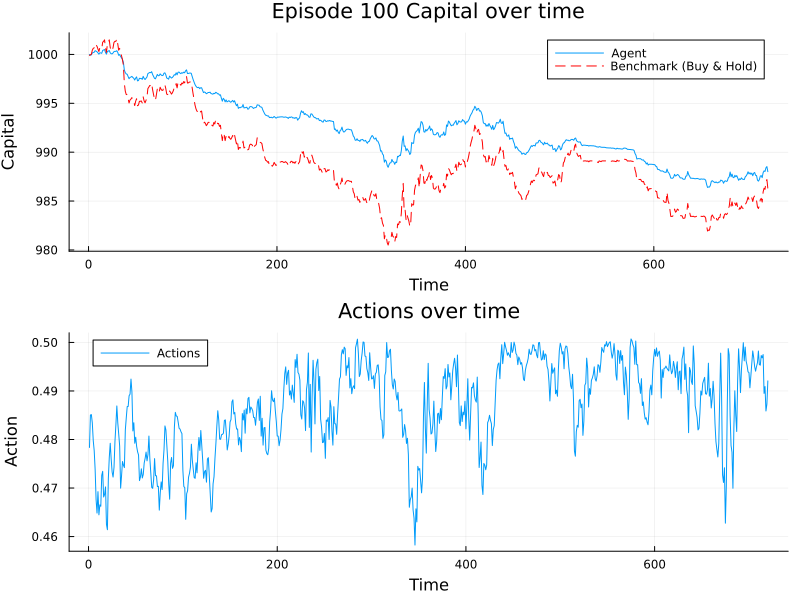 Episode 100 Capital over time
1000
995
990
985
980
Capital
Agent
Benchmark (Buy & Hold)
0
200
400
600
Time
Actions over time
0.50
0.49
0.48
0.47
0.46
Action
Actions
0
200
400
600
Time